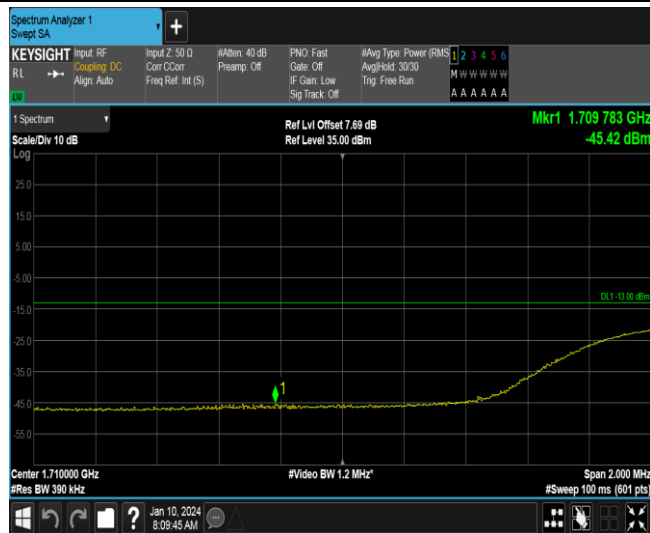 Spectrum Analyzer 1
Swept SA
+
KEYSIGHT
RL
Input: RF
Coupling: DC
Align: Auto
Input Z: 50 Ω
Corr CCorr
Freq Ref: Int (S)
#Atten: 40 dB
Preamp: Off
PNO: Fast
Gate: Off
IF Gain: Low
Sig Track: Off
#Avg Type: Power (RMS
Avg|Hold: 30/30
Trig: Free Run
1 2 3 4 5 6
M W W W W W
A A A A A A
1 Spectrum
Scale/Div 10 dB
Log
Ref Lvl Offset 7.69 dB
Ref Level 35.00 dBm
Mkr1 1.709 783 GHz
-45.42 dBm
25.0
15.0
5.00
-5.00
DL1 -13.00 dBm
-15.0
-25.0
-35.0
1
-45.0
-55.0
Center 1.710000 GHz
#Res BW 390 kHz
#Video BW 1.2 MHz*
Span 2.000 MHz
#Sweep 100 ms (601 pts)
?
Jan 10, 2024
8:09:45 AM